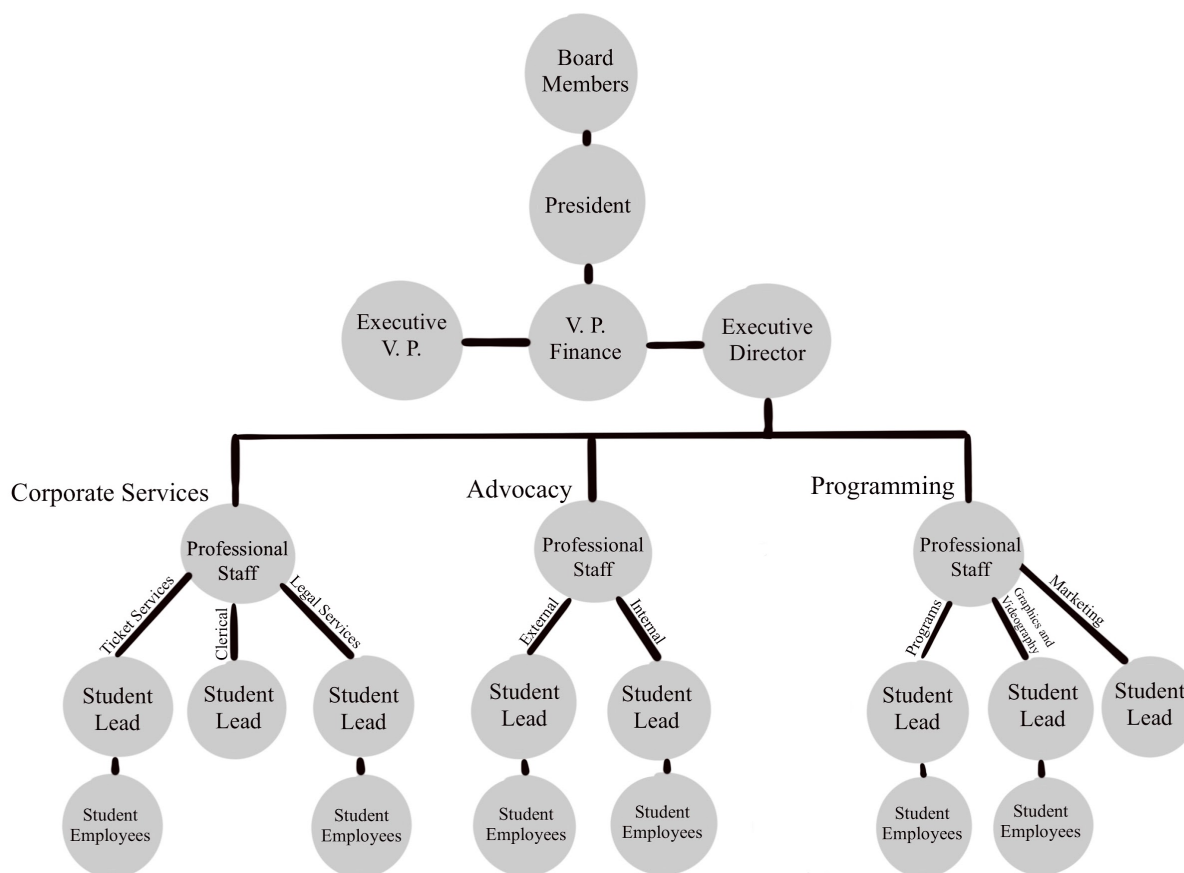 Board
Members
President
Executive
V. P.
V. P.
Finance
Executive
Director
Corporate Services
Advocacy
Programming
Professional
Staff
Professional
Staff
Professional
Staff
Ticket Services
Clerical
Legal Services
External
Internal
Programs
Graphics and
Videography
Marketing
Student
Lead
Student
Lead
Student
Lead
Student
Lead
Student
Lead
Student
Lead
Student
Lead
Student
Lead
Student
Employees
Student
Employees
Student
Employees
Student
Employees
Student
Employees
Student
Employees